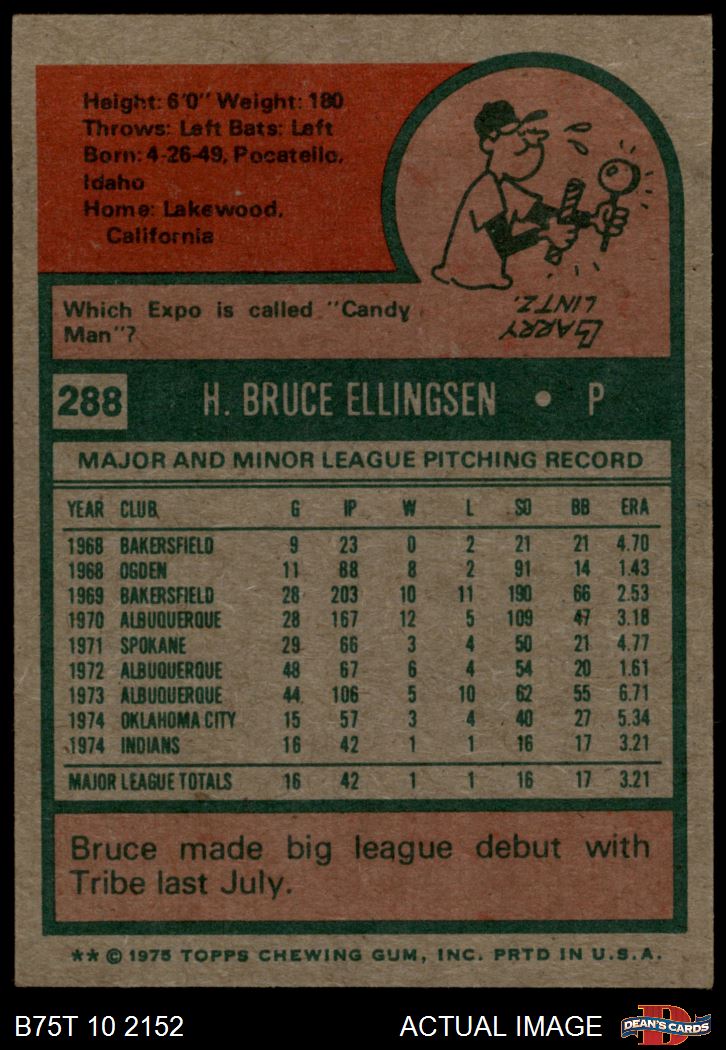 Height: 6'0" Weight: 180
Throws: Left Bats: Left
Born: 4-26-49, Pocatello,
Idaho
Home: Lakewood,
California
Which Expo is called "Candy
Man"?
LARRY
LINTZ.
288 H. BRUCE ELLINGSEN • P
MAJOR AND MINOR LEAGUE PITCHING RECORD
YEAR CLUB G IP W L SO BB ERA
1968 BAKERSFIELD 9 23 0 2 21 21 4.70
1968 OGDEN 11 88 8 2 91 14 1.43
1969 BAKERSFIELD 28 203 10 11 190 66 2.53
1970 ALBUQUERQUE 28 167 12 5 109 47 3.18
1971 SPOKANE 29 66 3 4 50 21 4.77
1972 ALBUQUERQUE 48 67 6 4 54 20 1.61
1973 ALBUQUERQUE 44 106 5 10 62 55 6.71
1974 OKLAHOMA CITY 15 57 3 4 40 27 5.34
1974 INDIANS 16 42 1 1 16 17 3.21
MAJOR LEAGUE TOTALS 16 42 1 1 16 17 3.21
Bruce made big league debut with
Tribe last July.
** © 1975 TOPPS CHEWING GUM, INC. PRTD IN U.S.A.
B75T 10 2152 ACTUAL IMAGE D DEAN'S CARDS